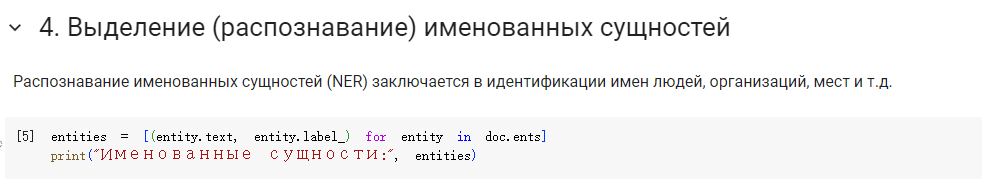 4. Выделение (распознавание) именованных сущностей
Распознавание именованных сущностей (NER) заключается в идентификации имен людей, организаций, мест и т.д.
[5] entities = [(entity.text, entity.label_) for entity in doc.ents]
print("Именованные сущности:", entities)